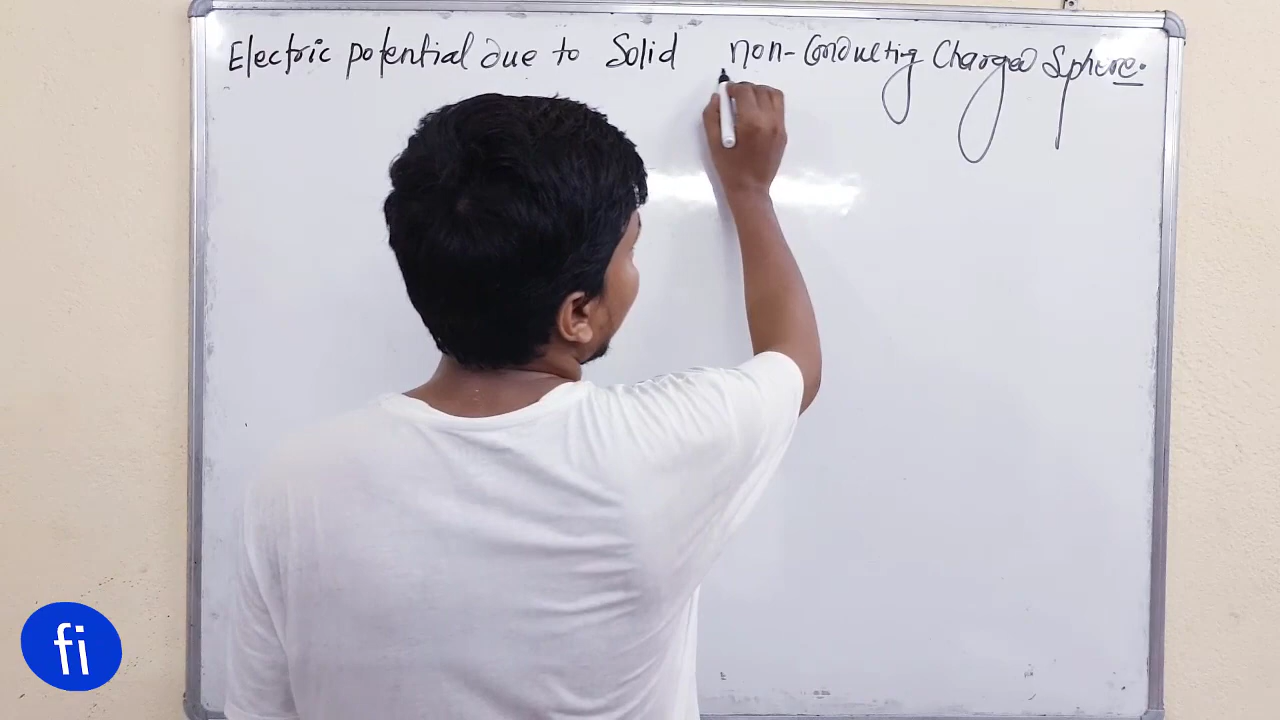 Electric potential due to Solid non-Conducting Charged Sphere.
fi